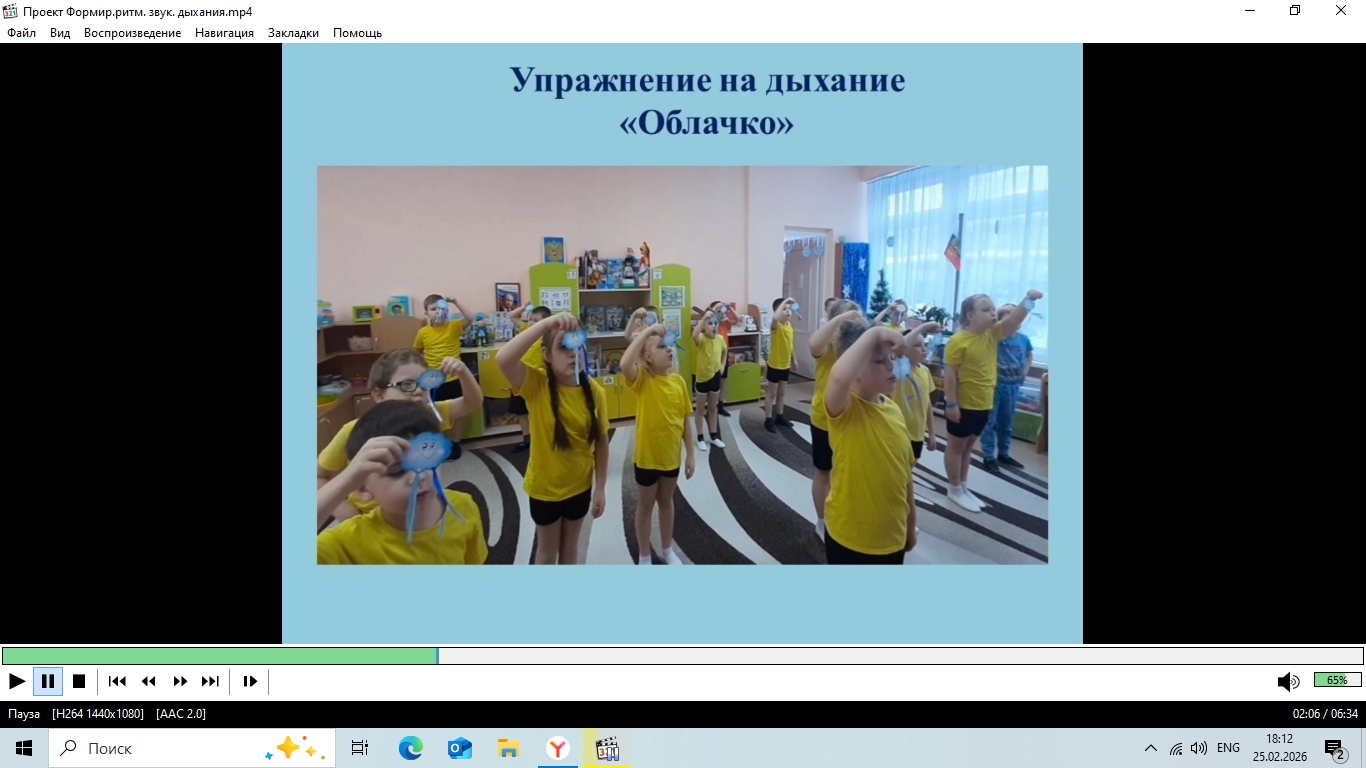 Проект Формир.ритм. звук. дыхания.mp4
Файл Вид Воспроизведение Навигация Закладки Помощь
Упражнение на дыхание
«Облачко»
65%
Пауза [H264 1440x1080] [AAC 2.0] 02:06 / 06:34
Поиск
ENG
18:12
25.02.2026
2